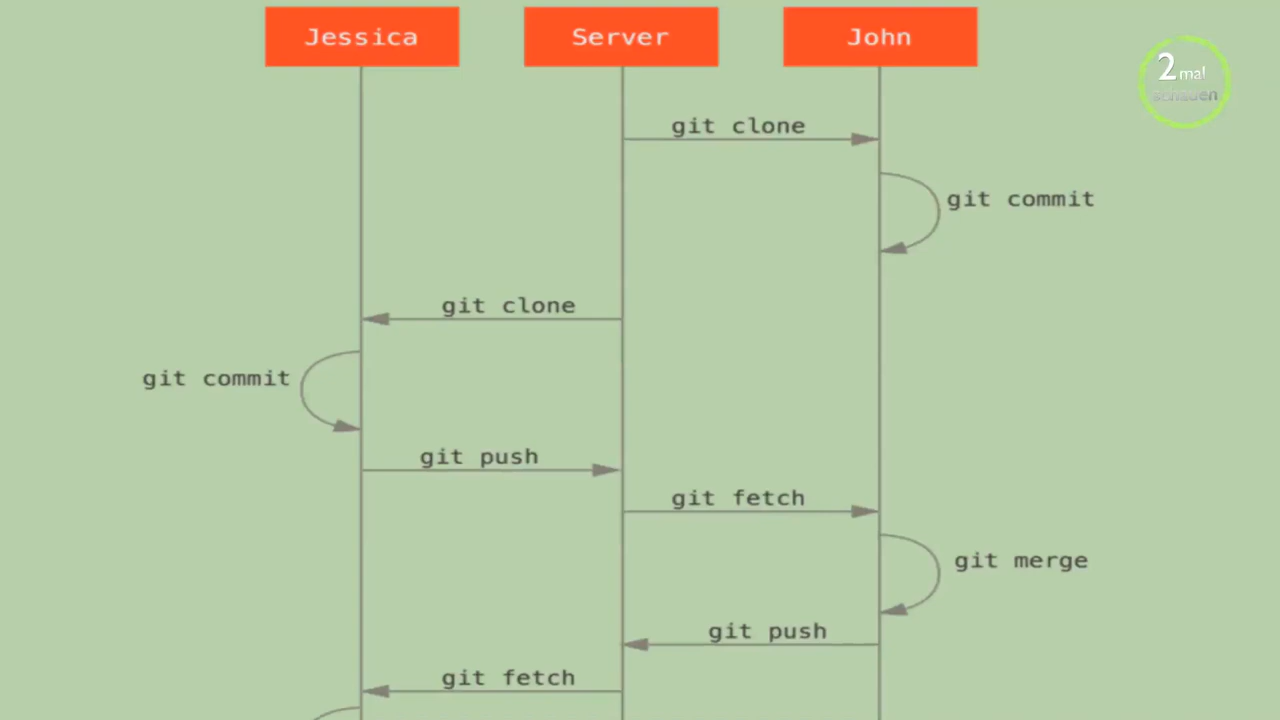 Jessica
Server
John
2 mal
schauen
git clone
git commit
git clone
git commit
git push
git fetch
git merge
git push
git fetch